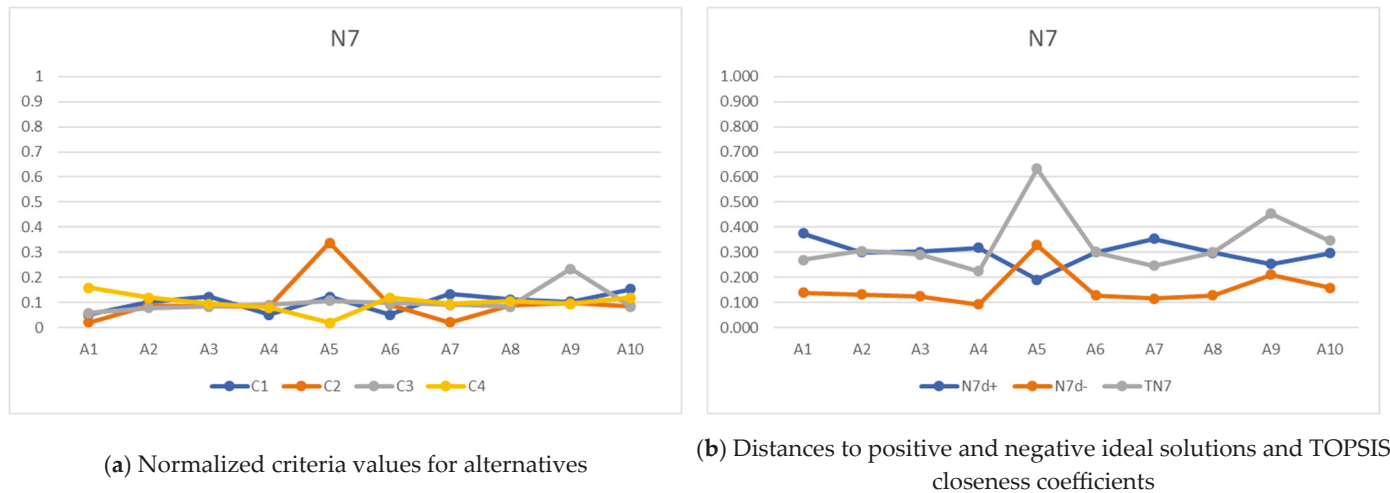 N7
1
0.9
0.8
0.7
0.6
0.5
0.4
0.3
0.2
0.1
0
A1 A2 A3 A4 A5 A6 A7 A8 A9 A10
C1 C2 C3 C4
(a) Normalized criteria values for alternatives
N7
1.000
0.900
0.800
0.700
0.600
0.500
0.400
0.300
0.200
0.100
0.000
A1 A2 A3 A4 A5 A6 A7 A8 A9 A10
N7d+ N7d- TN7
(b) Distances to positive and negative ideal solutions and TOPSIS
closeness coefficients